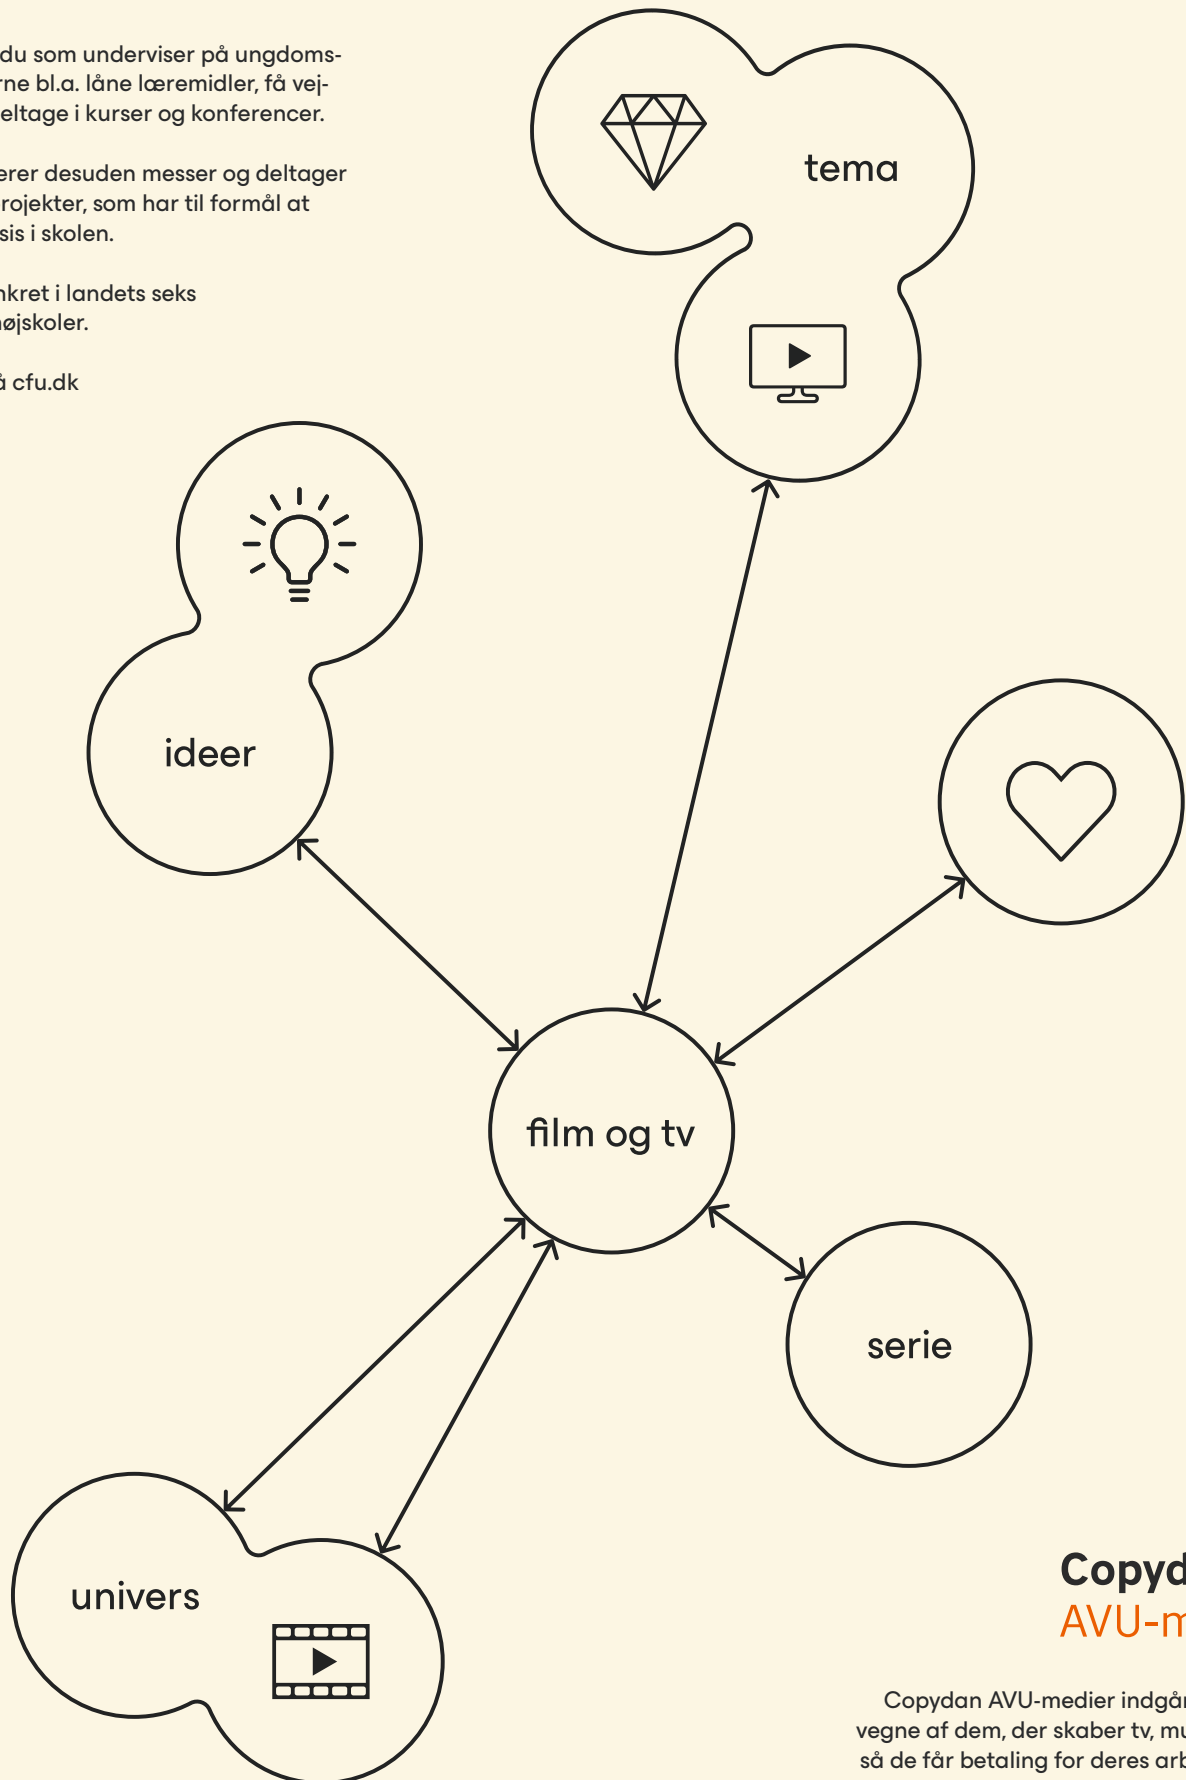 du som underviser på ungdoms-
rne bl.a. låne læremidler, få vej-
eltage i kurser og konferencer.
erer desuden messer og deltager
rojekter, som har til formål at
sis i skolen.
nkret i landets seks
højskoler.
å cfu.dk
tema
ideer
film og tv
serie
univers
Copyd
AVU-m
Copydan AVU-medier indgår
vegne af dem, der skaber tv, mu
så de får betaling for deres arb